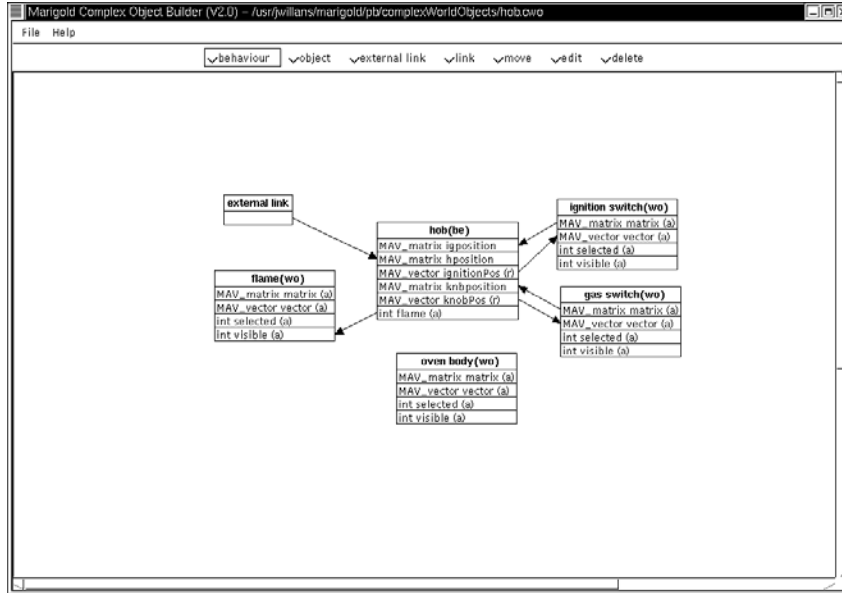 Marigold Complex Object Builder (V2.0) – /usr/jwillans/marigold/pb/complexWorldObjects/hob.cwo
File Help
behaviour object external link link move edit delete
external link
hob(be)
MAV_matrix igposition
MAV_matrix hposition
MAV_vector ignitionPos (r)
MAV_matrix knbposition
MAV_vector knobPos (r)
int flame (a)
ignition switch(wo)
MAV_matrix matrix (a)
MAV_vector vector (a)
int selected (a)
int visible (a)
flame(wo)
MAV_matrix matrix (a)
MAV_vector vector (a)
int selected (a)
int visible (a)
gas switch(wo)
MAV_matrix matrix (a)
MAV_vector vector (a)
int selected (a)
int visible (a)
oven body(wo)
MAV_matrix matrix (a)
MAV_vector vector (a)
int selected (a)
int visible (a)